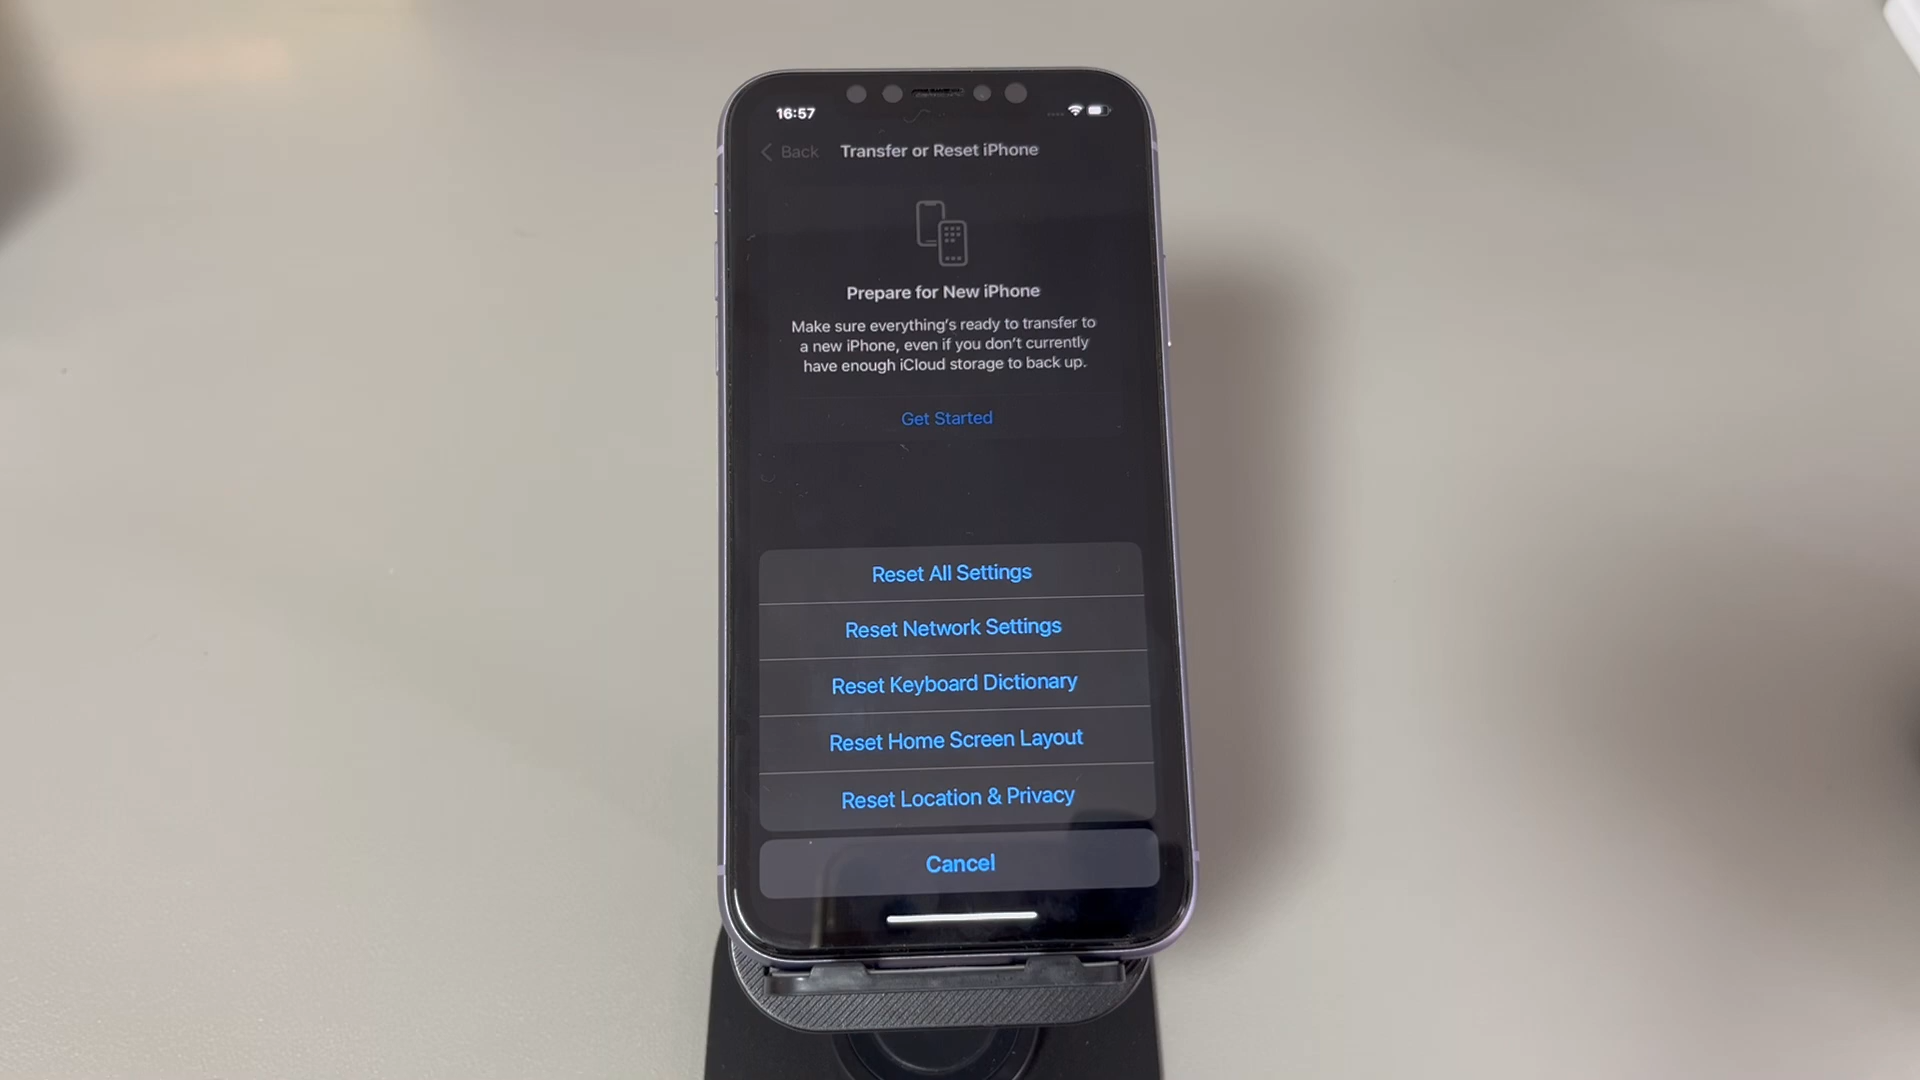 16:57
Back
Transfer or Reset iPhone
Prepare for New iPhone
Make sure everything's ready to transfer to
a new iPhone, even if you don't currently
have enough iCloud storage to back up.
Get Started
Reset All Settings
Reset Network Settings
Reset Keyboard Dictionary
Reset Home Screen Layout
Reset Location & Privacy
Cancel